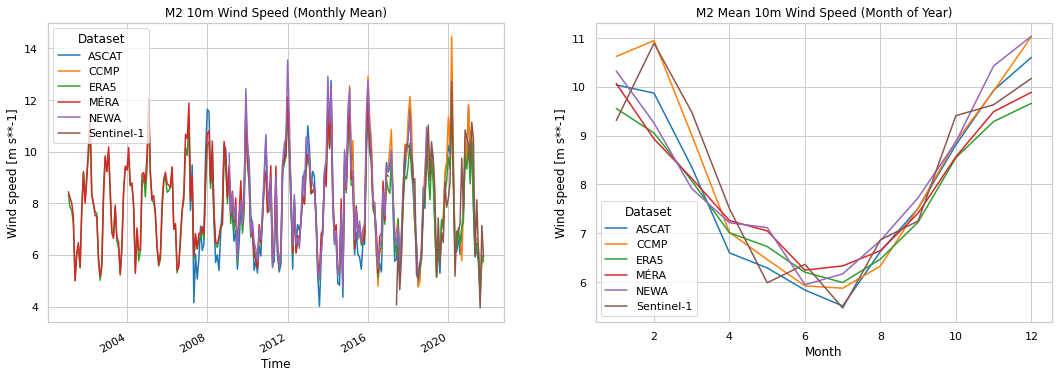 M2 10m Wind Speed (Monthly Mean)
Wind speed [m s**-1]
14
12
10
8
6
4
Dataset
ASCAT
CCMP
ERA5
MÉRA
NEWA
Sentinel-1
2004
2008
2012
2016
2020
Time
M2 Mean 10m Wind Speed (Month of Year)
Wind speed [m s**-1]
11
10
9
8
7
6
Dataset
ASCAT
CCMP
ERA5
MÉRA
NEWA
Sentinel-1
2
4
6
8
10
12
Month